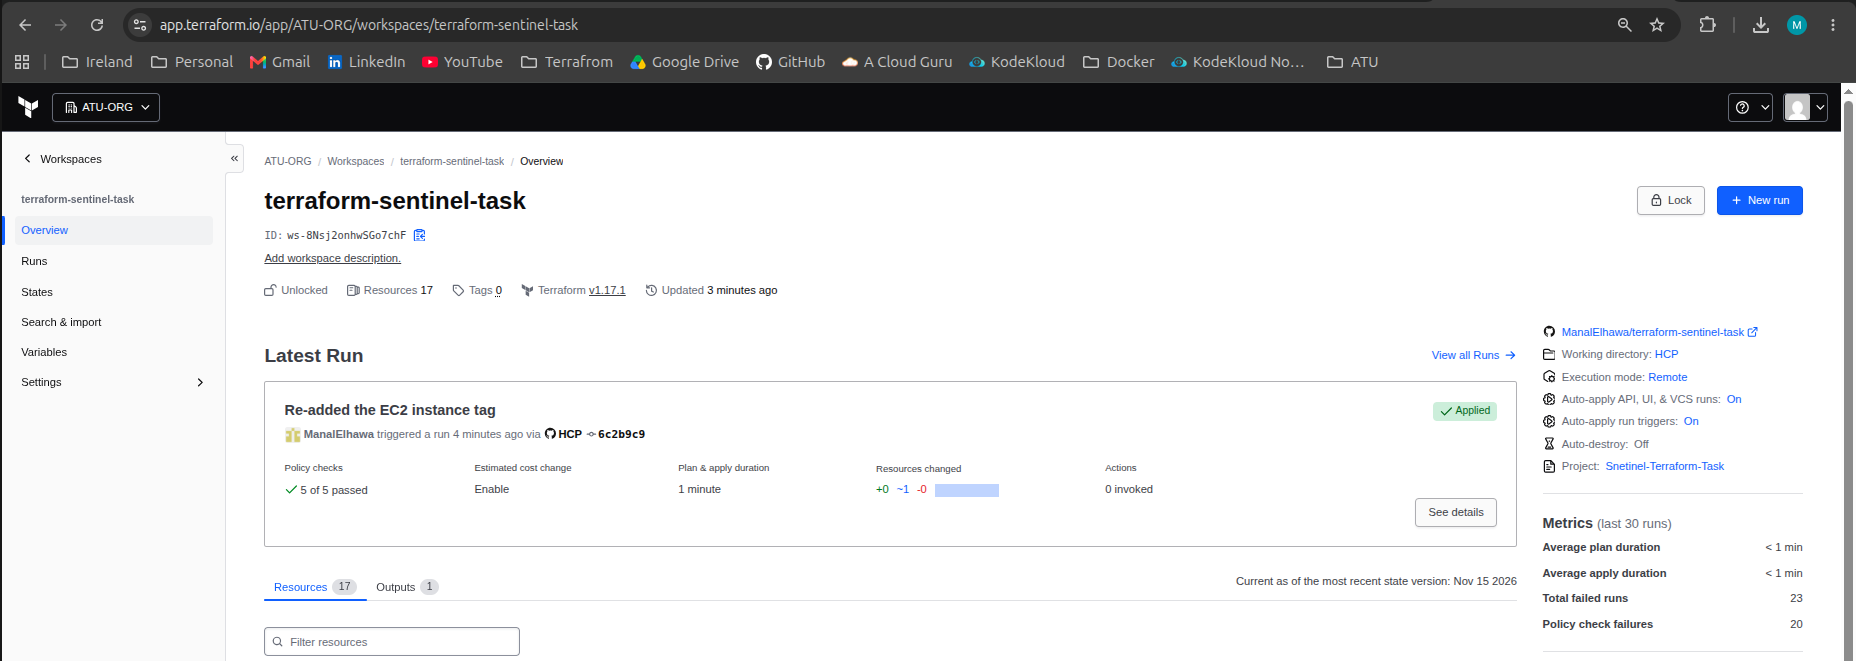 app.terraform.io/app/ATU-ORG/workspaces/terraform-sentinel-task
M
Ireland Personal Gmail LinkedIn YouTube Terrafrom Google Drive GitHub A Cloud Guru KodeKloud Docker KodeKloud No... ATU
ATU-ORG
Workspaces
terraform-sentinel-task
Overview
Runs
States
Search & import
Variables
Settings
ATU-ORG / Workspaces / terraform-sentinel-task / Overview
terraform-sentinel-task
Lock
+ New run
ID: ws-8Nsj2onhwSGo7chF
Add workspace description.
Unlocked Resources 17 Tags 0 Terraform v1.17.1 Updated 3 minutes ago
Latest Run
View all Runs
Re-added the EC2 instance tag
Applied
ManalElhawa triggered a run 4 minutes ago via HCP 6c2b9c9
Policy checks Estimated cost change Plan & apply duration Resources changed Actions
5 of 5 passed Enable 1 minute +0 ~1 -0 0 invoked
See details
Resources 17 Outputs 1
Current as of the most recent state version: Nov 15 2026
Filter resources
ManalElhawa/terraform-sentinel-task
Working directory: HCP
Execution mode: Remote
Auto-apply API, UI, & VCS runs: On
Auto-apply run triggers: On
Auto-destroy: Off
Project: Snetinel-Terraform-Task
Metrics (last 30 runs)
Average plan duration < 1 min
Average apply duration < 1 min
Total failed runs 23
Policy check failures 20